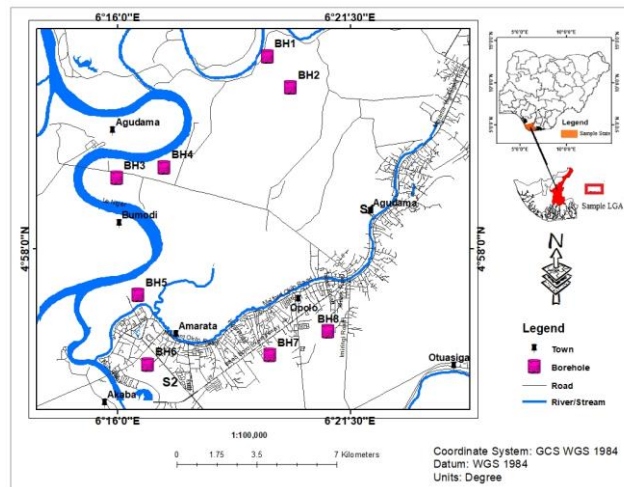 6°16'0"E 6°21'30"E
BH1
BH2
Agudama
BH4
BH3
Bumodi
Agudama
4°58'0"N 4°58'0"N
BH5
Opolo
Amarata
BH8
BH7
BH6
S2
Otuasiga
Akaba
6°16'0"E 6°21'30"E
1:100,000
0 1.75 3.5 7 Kilometers
Legend
Sample State
Sample LGA
N
Legend
Town
Borehole
Road
River/Stream
Coordinate System: GCS WGS 1984
Datum: WGS 1984
Units: Degree